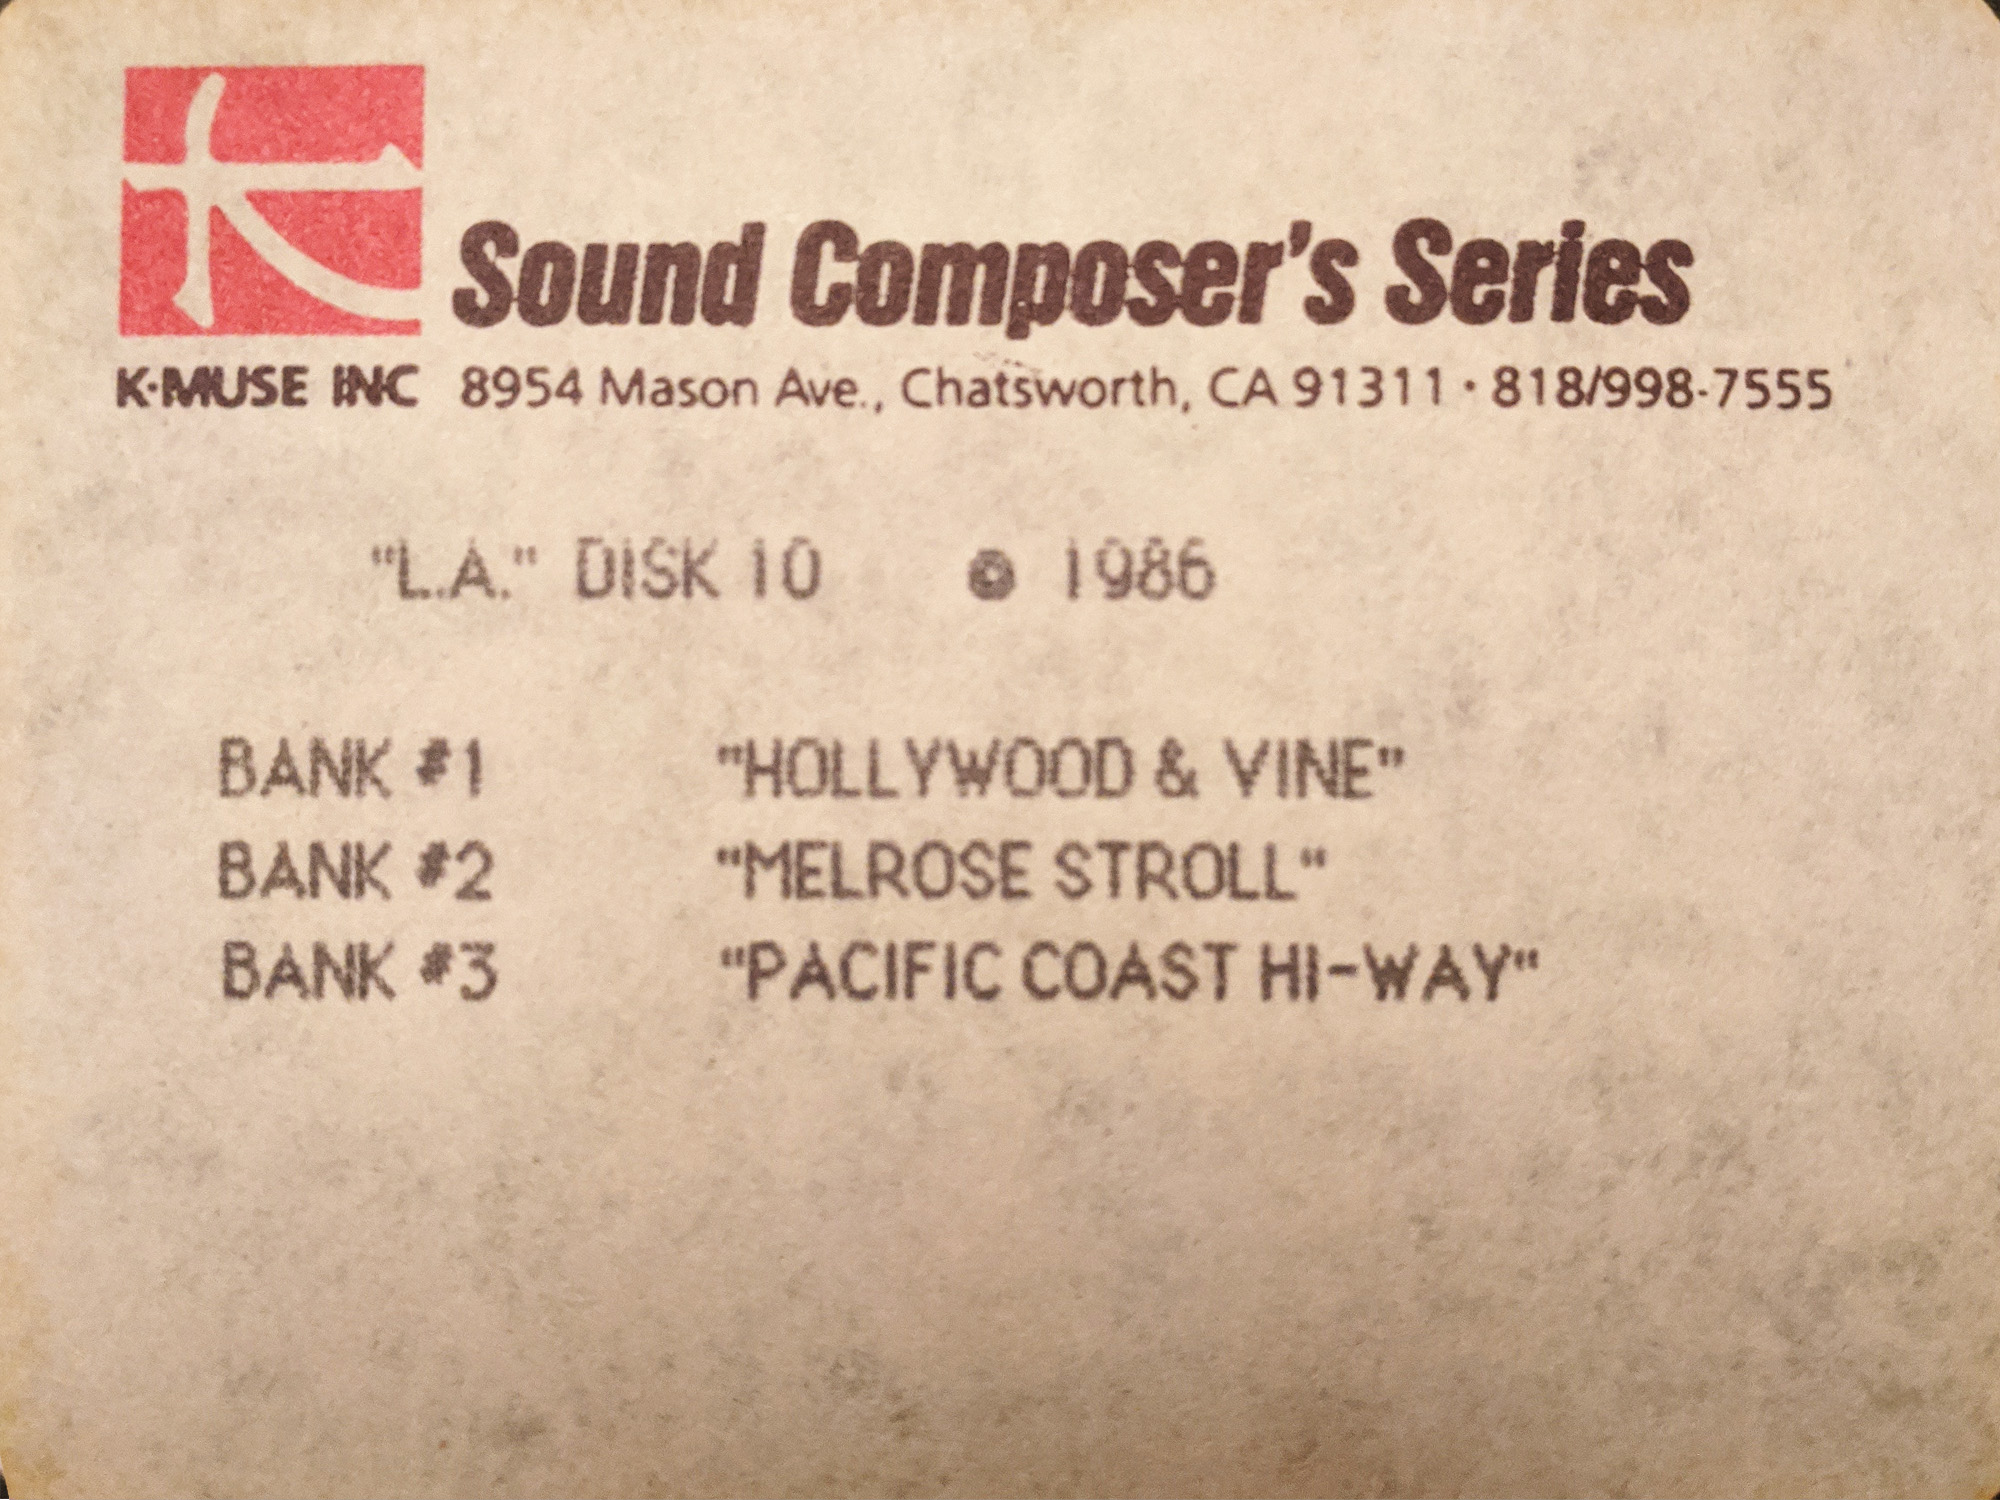 Sound Composer's Series
K•MUSE INC 8954 Mason Ave., Chatsworth, CA 91311 • 818/998-7555
"L.A." DISK 10 © 1986
BANK #1 "HOLLYWOOD & VINE"
BANK #2 "MELROSE STROLL"
BANK #3 "PACIFIC COAST HI-WAY"